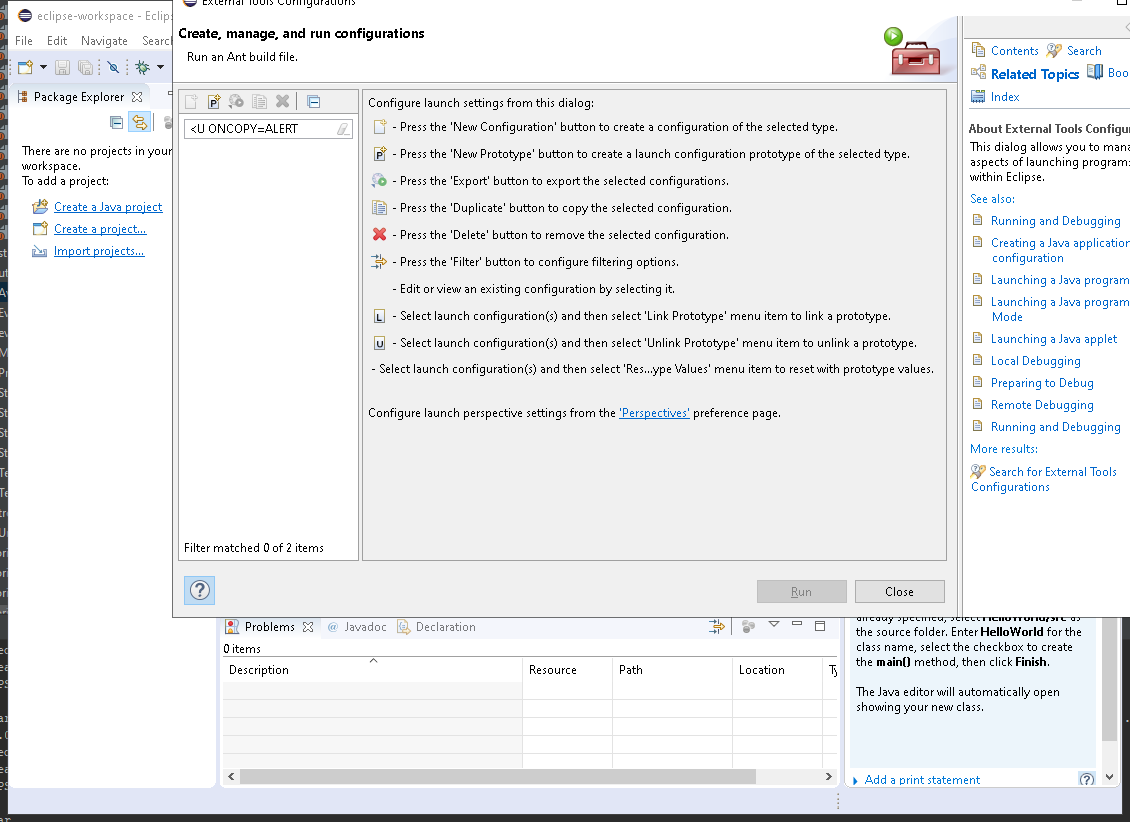 eclipse-workspace - Eclips
File Edit Navigate Search
Package Explorer
There are no projects in your
workspace.
To add a project:
Create a Java project
Create a project...
Import projects...
External Tools Configurations
Create, manage, and run configurations
Run an Ant build file.
<U ONCOPY=ALERT
Filter matched 0 of 2 items
Configure launch settings from this dialog:
- Press the 'New Configuration' button to create a configuration of the selected type.
- Press the 'New Prototype' button to create a launch configuration prototype of the selected type.
- Press the 'Export' button to export the selected configurations.
- Press the 'Duplicate' button to copy the selected configuration.
- Press the 'Delete' button to remove the selected configuration.
- Press the 'Filter' button to configure filtering options.
- Edit or view an existing configuration by selecting it.
L - Select launch configuration(s) and then select 'Link Prototype' menu item to link a prototype.
U - Select launch configuration(s) and then select 'Unlink Prototype' menu item to unlink a prototype.
- Select launch configuration(s) and then select 'Res...ype Values' menu item to reset with prototype values.
Configure launch perspective settings from the 'Perspectives' preference page.
Run Close
Contents Search
Related Topics Boo
Index
About External Tools Configur
This dialog allows you to mana
aspects of launching programs
within Eclipse.
See also:
Running and Debugging
Creating a Java application
configuration
Launching a Java program
Launching a Java program
Mode
Launching a Java applet
Local Debugging
Preparing to Debug
Remote Debugging
Running and Debugging
More results:
Search for External Tools
Configurations
Problems Javadoc Declaration
0 items
Description Resource Path Location Ty
already specified, select HelloWorld/src as
the source folder. Enter HelloWorld for the
class name, select the checkbox to create
the main() method, then click Finish.
The Java editor will automatically open
showing your new class.
Add a print statement